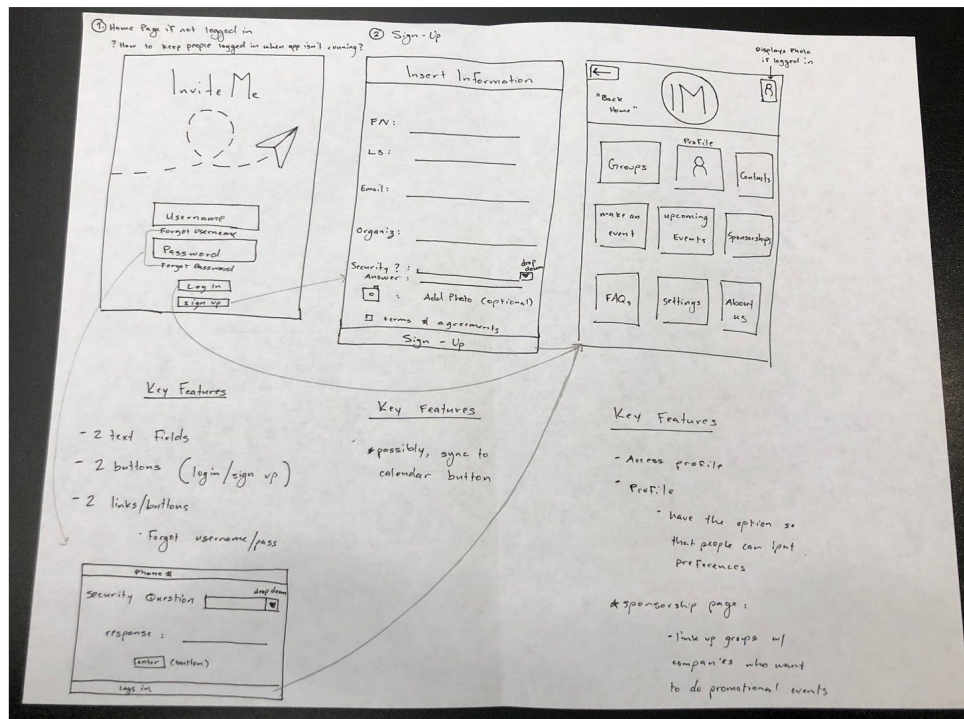 1. Home Page if not logged in
? How to keep people logged in when app isn't running?
Invite Me
Username
Forgot Username
Password
Forgot Password
Log In
sign up
Key Features
- 2 text fields
- 2 buttons (login/sign up)
- 2 links/buttons
- Forgot username/pass
Phone #
Security Question
drop down
response :
enter (button)
logs in
2 Sign-Up
Insert Information
FN :
LS :
Email :
Organiz :
Security ? :
drop
down
Answer :
: Add Photo (optional)
terms & agreements
Sign - Up
Key Features
* possibly, sync to
calendar button
Displays Photo
if logged in
"Back
Home"
IM
Groups
Profile
Contacts
make an
event
upcoming
Events
Sponsorships
FAQs
settings
About
us
Key Features
- Access profile
- Profile
- have the option so
that people can iput
preferences
* sponsorship page :
- link up groups w/
companies who want
to do promotional events